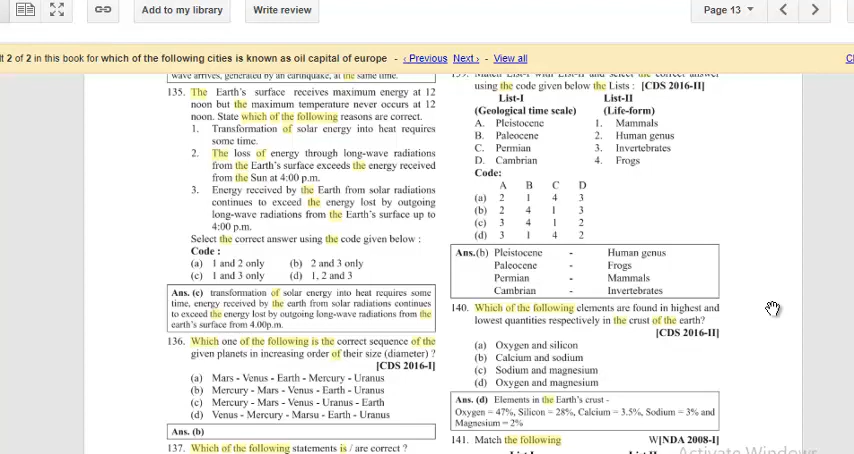 Add to my library
Write review
Page 13
lt 2 of 2 in this book for which of the following cities is known as oil capital of europe - ‹ Previous Next › - View all
wave arrives, generated by an earthquake, at the same time.
135. The Earth's surface receives maximum energy at 12
noon but the maximum temperature never occurs at 12
noon. State which of the following reasons are correct.
1. Transformation of solar energy into heat requires
some time.
2. The loss of energy through long-wave radiations
from the Earth's surface exceeds the energy received
from the Sun at 4:00 p.m.
3. Energy received by the Earth from solar radiations
continues to exceed the energy lost by outgoing
long-wave radiations from the Earth's surface up to
4:00 p.m.
Select the correct answer using the code given below :
Code :
(a) 1 and 2 only (b) 2 and 3 only
(c) 1 and 3 only (d) 1, 2 and 3
Ans. (c) transformation of solar energy into heat requires some
time, energy received by the earth from solar radiations continues
to exceed the energy lost by outgoing long-wave radiations from the
earth's surface from 4.00p.m.
136. Which one of the following is the correct sequence of the
given planets in increasing order of their size (diameter) ?
[CDS 2016-I]
(a) Mars - Venus - Earth - Mercury - Uranus
(b) Mercury - Mars - Venus - Earth - Uranus
(c) Mercury - Mars - Venus - Uranus - Earth
(d) Venus - Mercury - Marsu - Earth - Uranus
Ans. (b)
137. Which of the following statements is / are correct ?
139. Match List-I with List-II and select the correct answer
using the code given below the Lists : [CDS 2016-II]
List-I List-II
(Geological time scale) (Life-form)
A. Pleistocene 1. Mammals
B. Paleocene 2. Human genus
C. Permian 3. Invertebrates
D. Cambrian 4. Frogs
Code:
A B C D
(a) 2 1 4 3
(b) 2 4 1 3
(c) 3 4 1 2
(d) 3 1 4 2
Ans.(b) Pleistocene - Human genus
Paleocene - Frogs
Permian - Mammals
Cambrian - Invertebrates
140. Which of the following elements are found in highest and
lowest quantities respectively in the crust of the earth?
[CDS 2016-II]
(a) Oxygen and silicon
(b) Calcium and sodium
(c) Sodium and magnesium
(d) Oxygen and magnesium
Ans. (d) Elements in the Earth's crust -
Oxygen = 47%, Silicon = 28%, Calcium = 3.5%, Sodium = 3% and
Magnesium = 2%
141. Match the following W[NDA 2008-I]
Activate Windows
List-I List-II